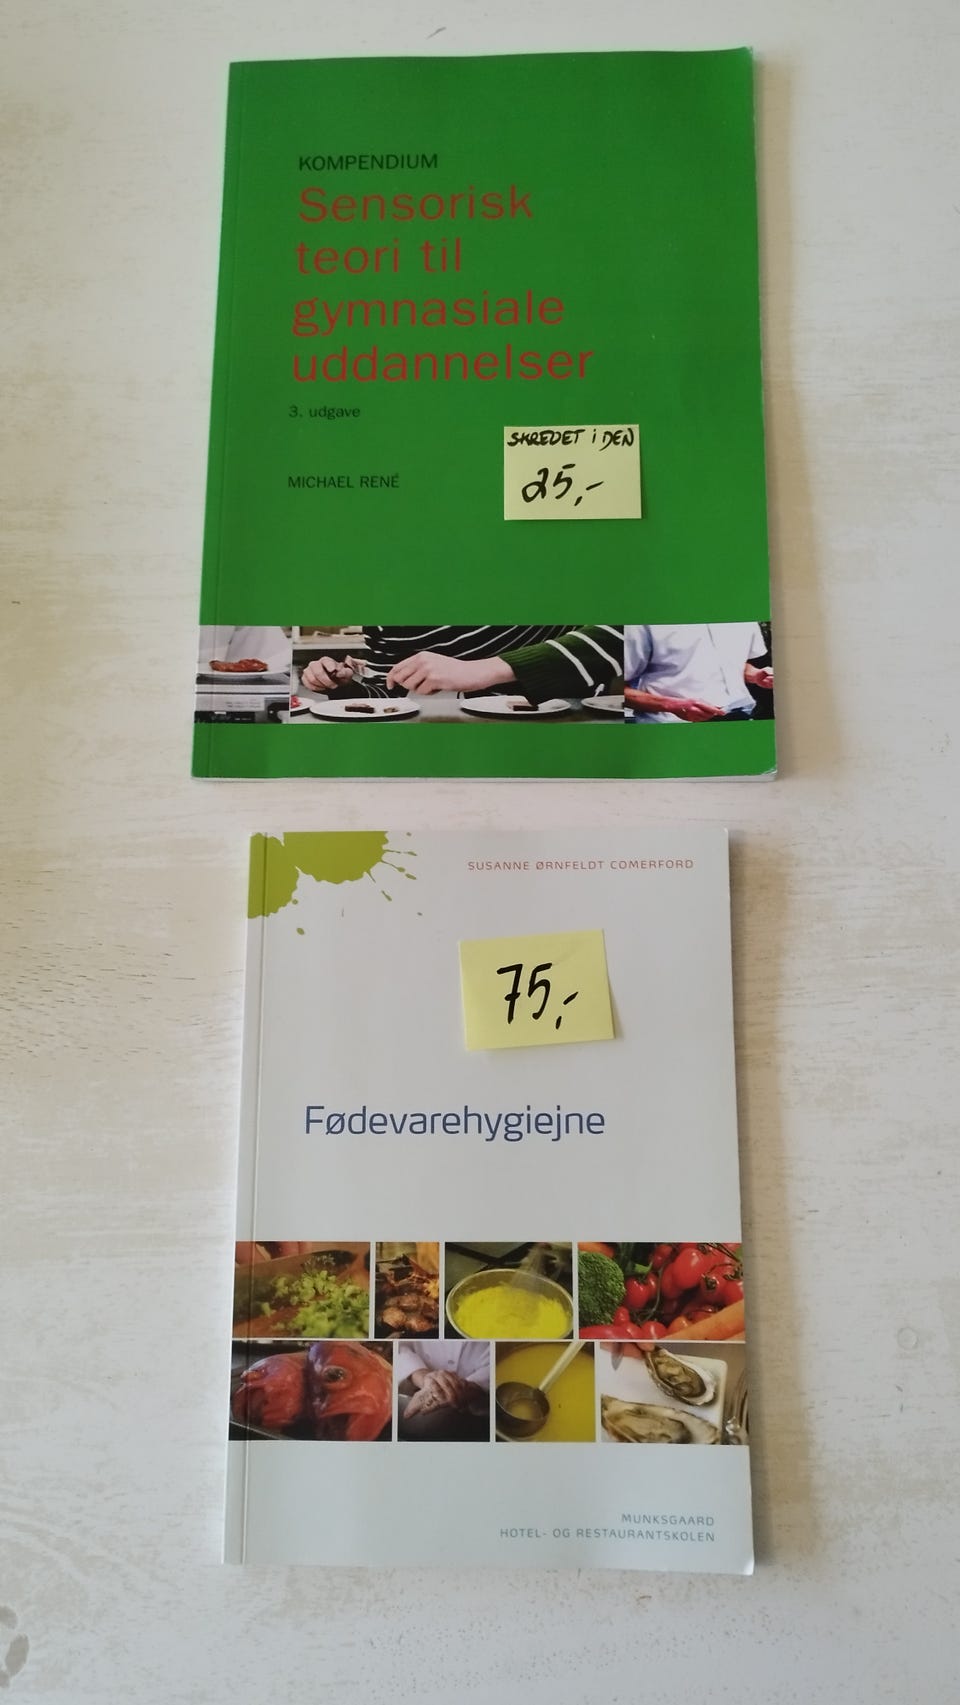 KOMPENDIUM
Sensorisk
teori til
gymnasiale
uddannelser
3. udgave
MICHAEL RENÉ
SKREDET i DEN
25,-
SUSANNE ØRNFELDT COMERFORD
75,-
Fødevarehygiejne
MUNKSGAARD
HOTEL- OG RESTAURANTSKOLEN